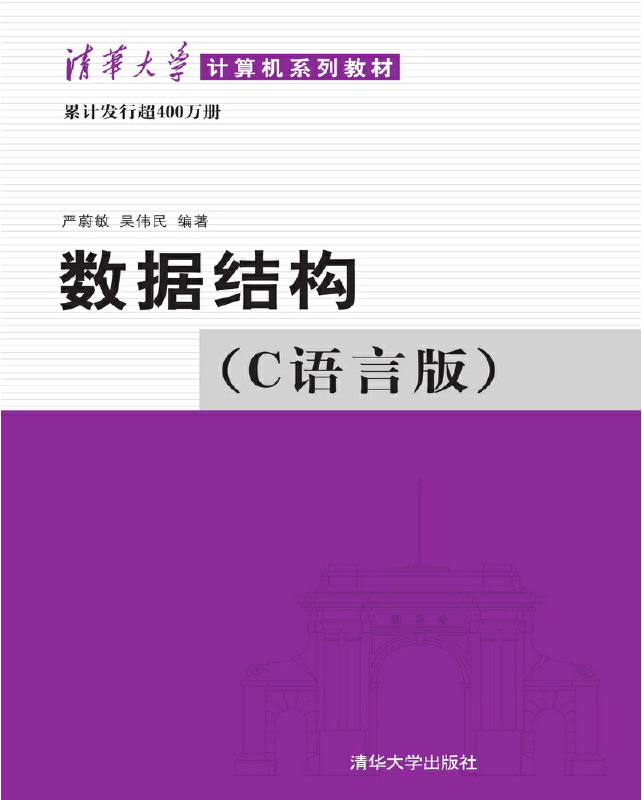 清華大学 计算机系列教材
累计发行超400万册
严蔚敏 吴伟民 编著
数据结构
（C语言版）
清华大学出版社